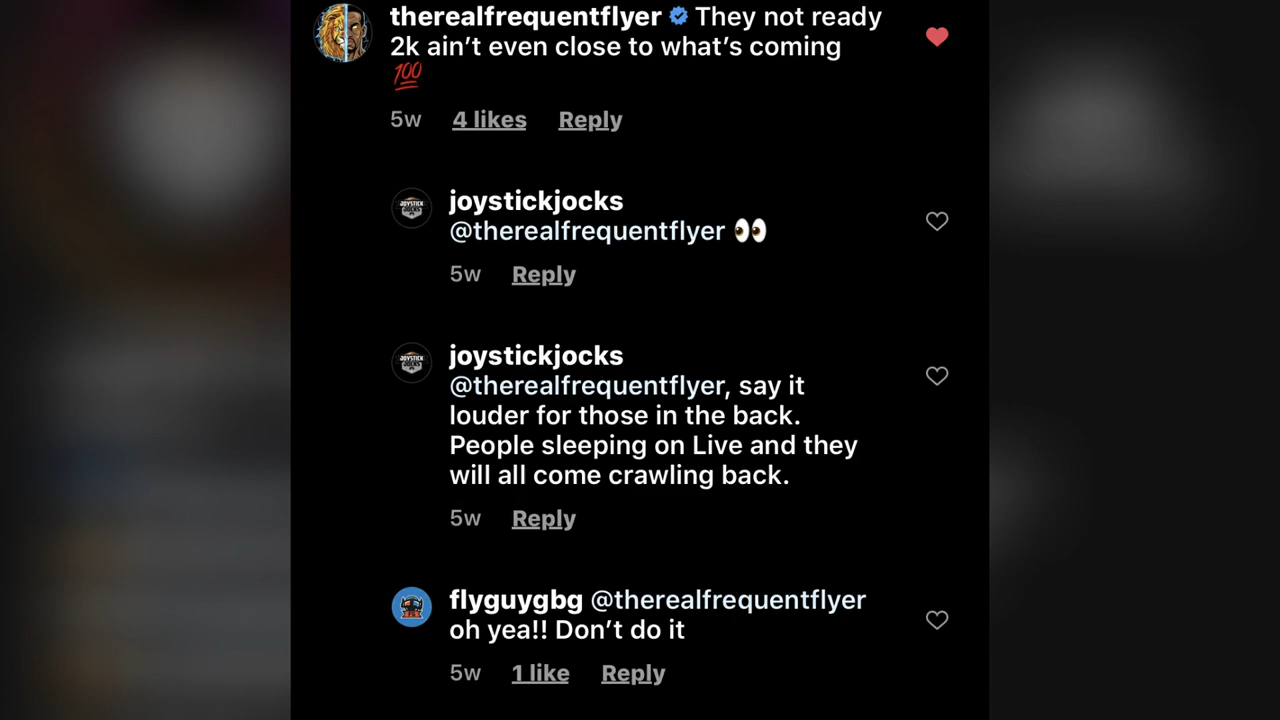 therealfrequentflyer They not ready
2k ain’t even close to what’s coming
💯
5w 4 likes Reply
joystickjocks
@therealfrequentflyer 👀
5w Reply
joystickjocks
@therealfrequentflyer, say it
louder for those in the back.
People sleeping on Live and they
will all come crawling back.
5w Reply
flyguygbg @therealfrequentflyer
oh yea!! Don’t do it
5w 1 like Reply